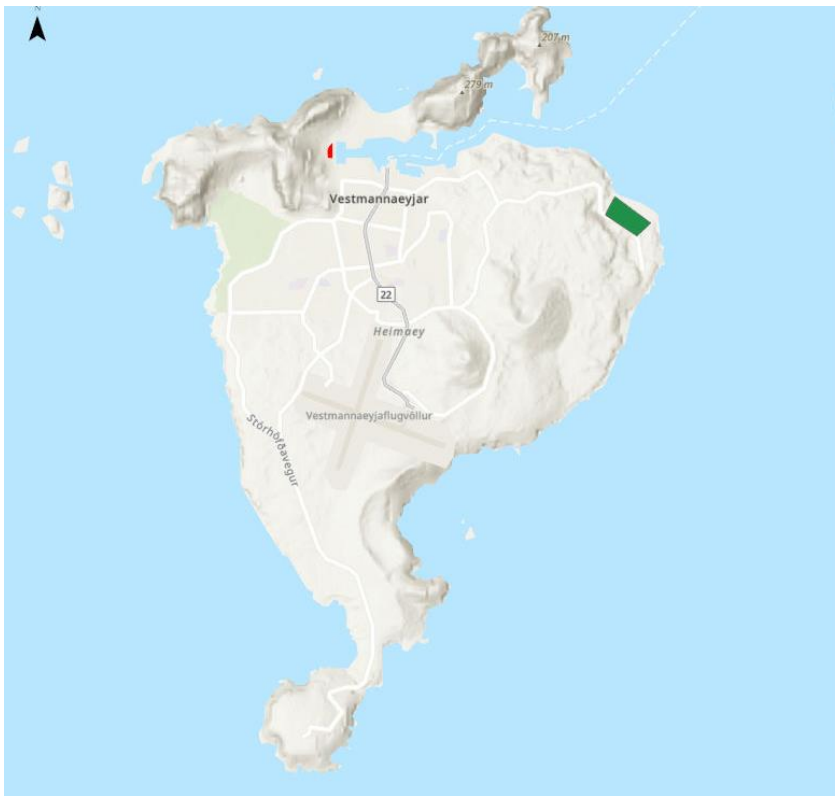 N
207 m
279 m
Vestmannaeyjar
22
Heimaey
Vestmannaeyjaflugvöllur
Stórhöfðavegur